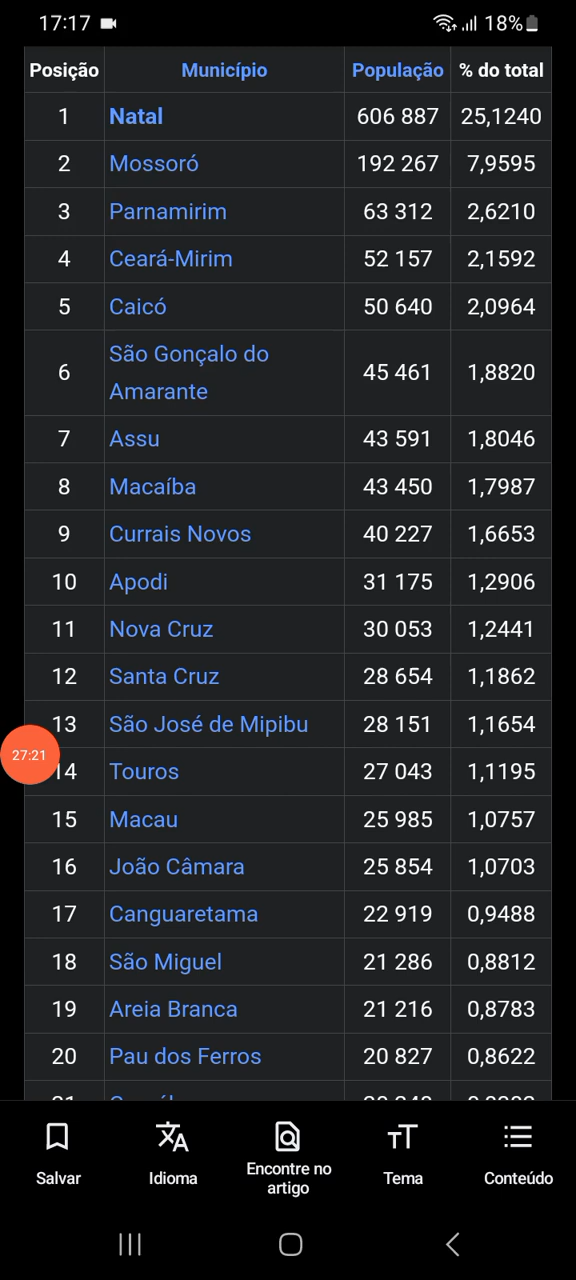 17:17 18%
Posição Município População % do total
1 Natal 606 887 25,1240
2 Mossoró 192 267 7,9595
3 Parnamirim 63 312 2,6210
4 Ceará-Mirim 52 157 2,1592
5 Caicó 50 640 2,0964
6 São Gonçalo do
Amarante 45 461 1,8820
7 Assu 43 591 1,8046
8 Macaíba 43 450 1,7987
9 Currais Novos 40 227 1,6653
10 Apodi 31 175 1,2906
11 Nova Cruz 30 053 1,2441
12 Santa Cruz 28 654 1,1862
13 São José de Mipibu 28 151 1,1654
27:21
14 Touros 27 043 1,1195
15 Macau 25 985 1,0757
16 João Câmara 25 854 1,0703
17 Canguaretama 22 919 0,9488
18 São Miguel 21 286 0,8812
19 Areia Branca 21 216 0,8783
20 Pau dos Ferros 20 827 0,8622
Salvar Idioma Encontre no
artigo Tema Conteúdo